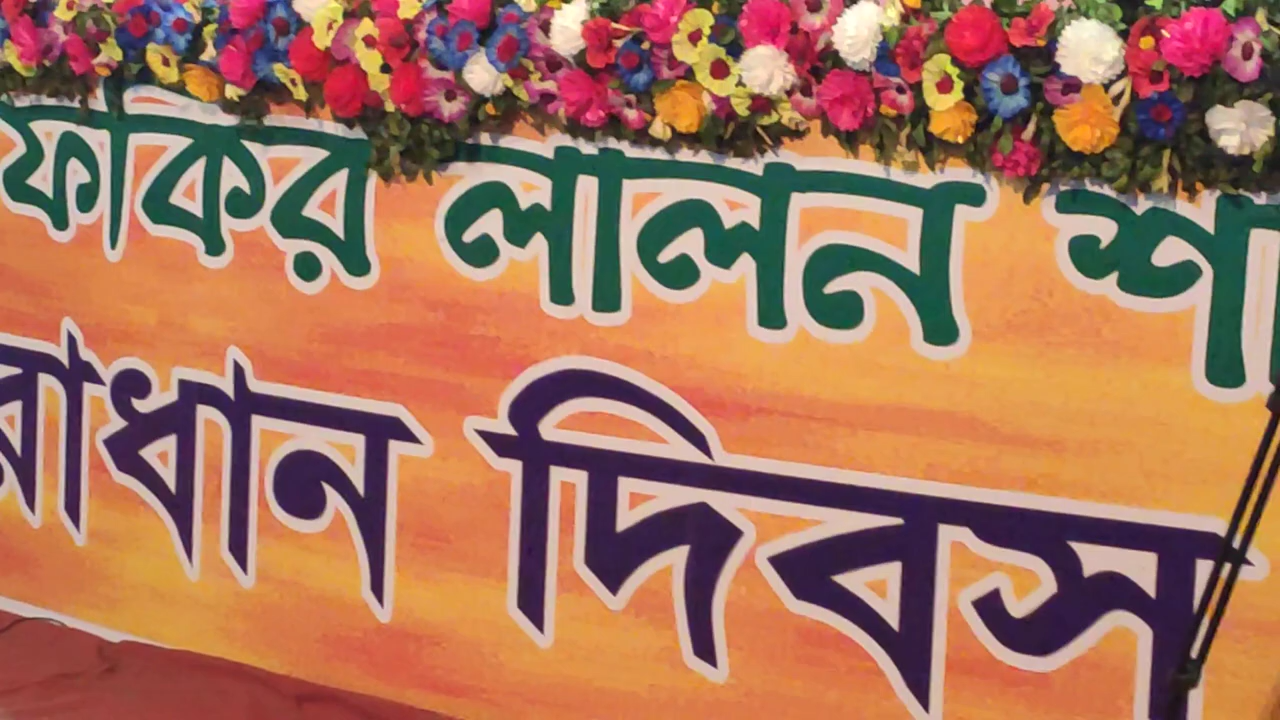 ফকির লালন শা
রাধান দিবস